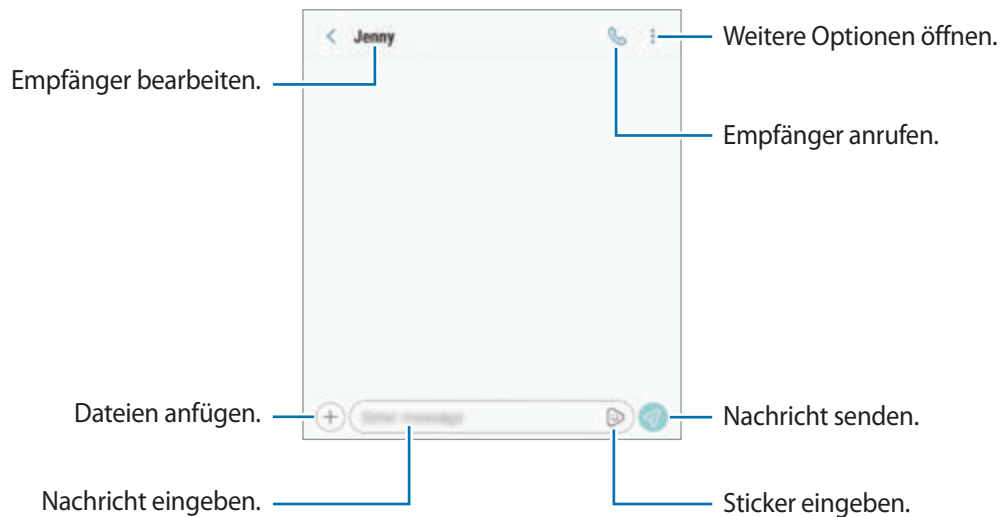 Jenny
Weitere Optionen öffnen.
Empfänger bearbeiten.
Empfänger anrufen.
Dateien anfügen.
Nachricht senden.
Nachricht eingeben.
Sticker eingeben.